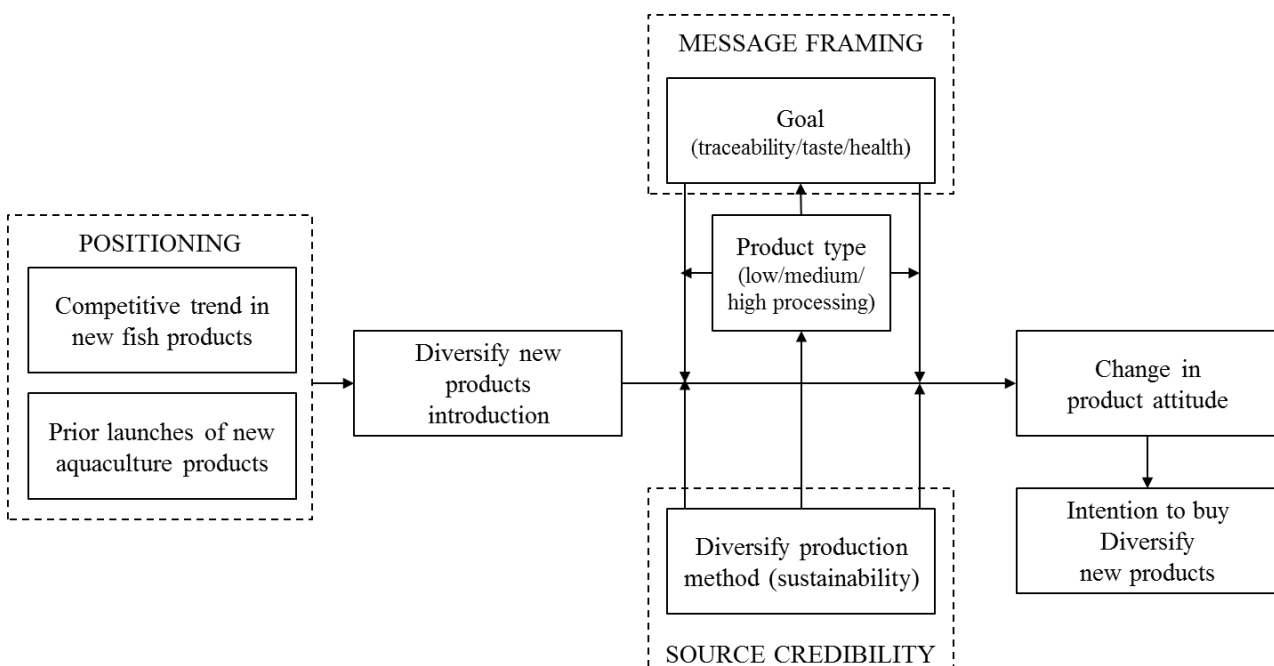 MESSAGE FRAMING
Goal
(traceability/taste/health)
POSITIONING
Competitive trend in
new fish products
Prior launches of new
aquaculture products
Diversify new
products
introduction
Product type
(low/medium/
high processing)
Change in
product attitude
Intention to buy
Diversify
new products
Diversify production
method (sustainability)
SOURCE CREDIBILITY